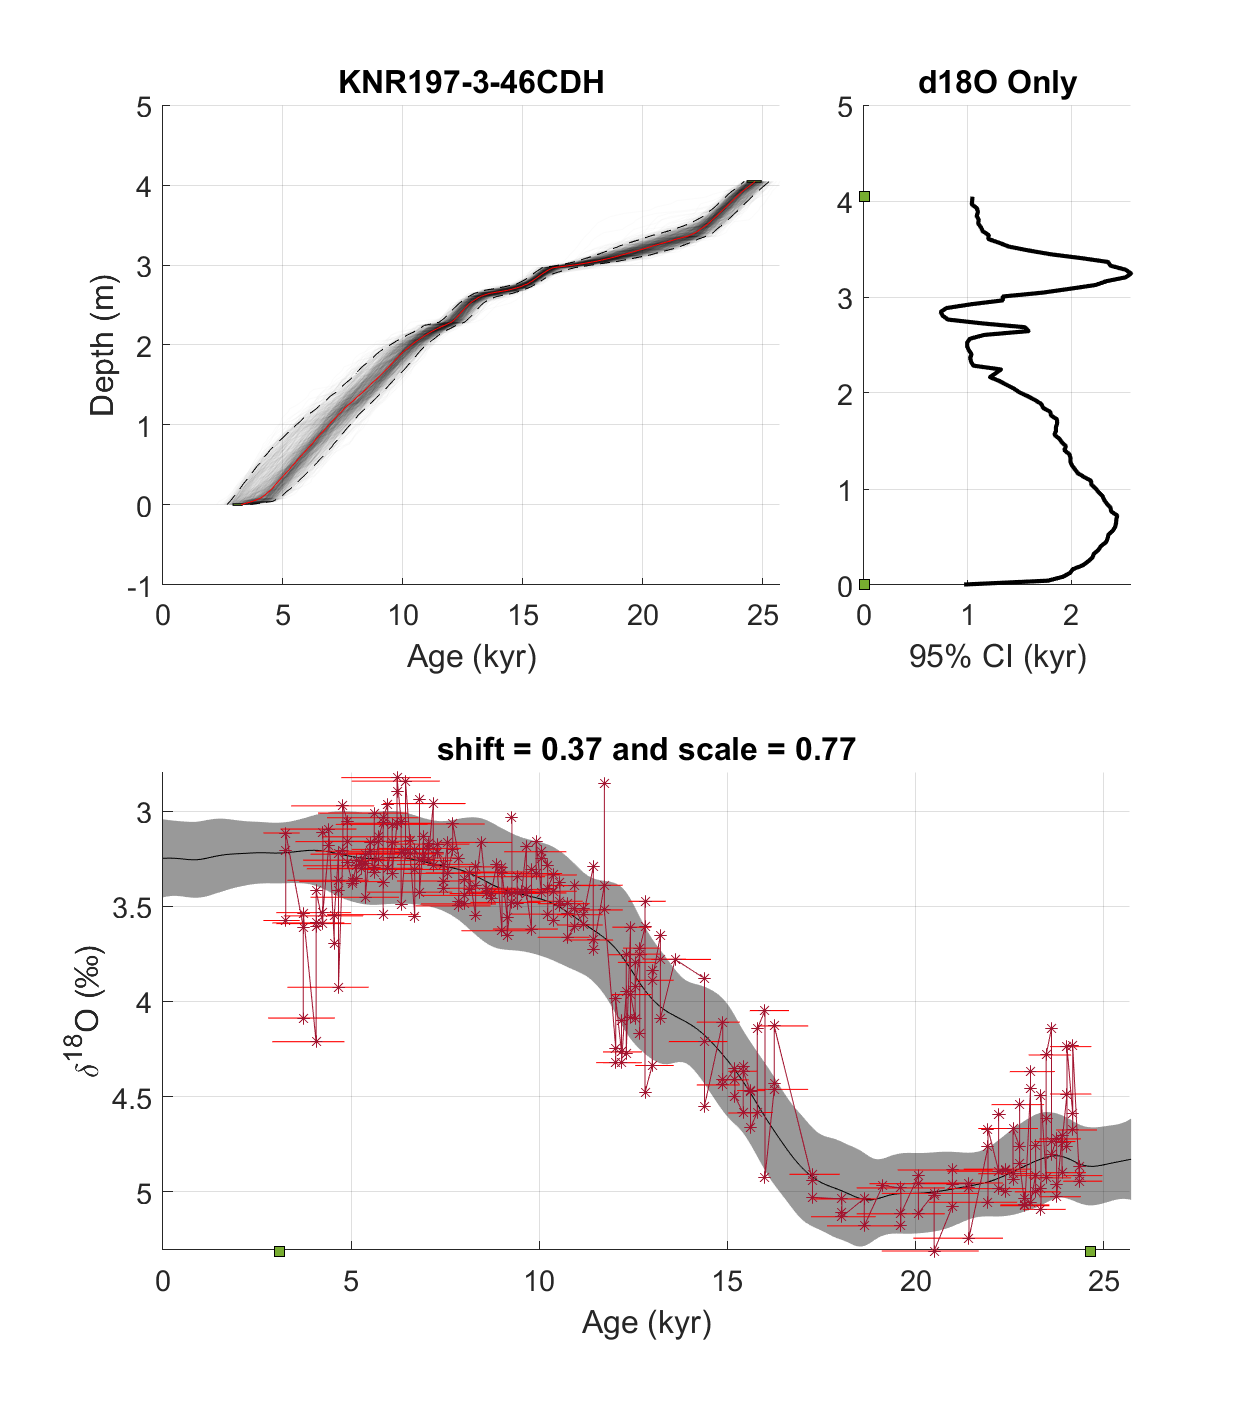 KNR197-3-46CDH
5
4
3
2
1
0
-1
0 5 10 15 20 25
Depth (m)
Age (kyr)
d18O Only
5
4
3
2
1
0
0 1 2
95% CI (kyr)
shift = 0.37 and scale = 0.77
3
3.5
4
4.5
5
0 5 10 15 20 25
δ18O (‰)
Age (kyr)